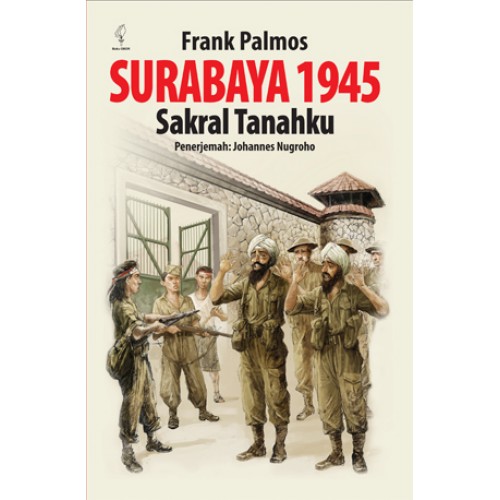 Frank Palmos
SURABAYA 1945
Sakral Tanahku
Penerjemah: Johannes Nugroho